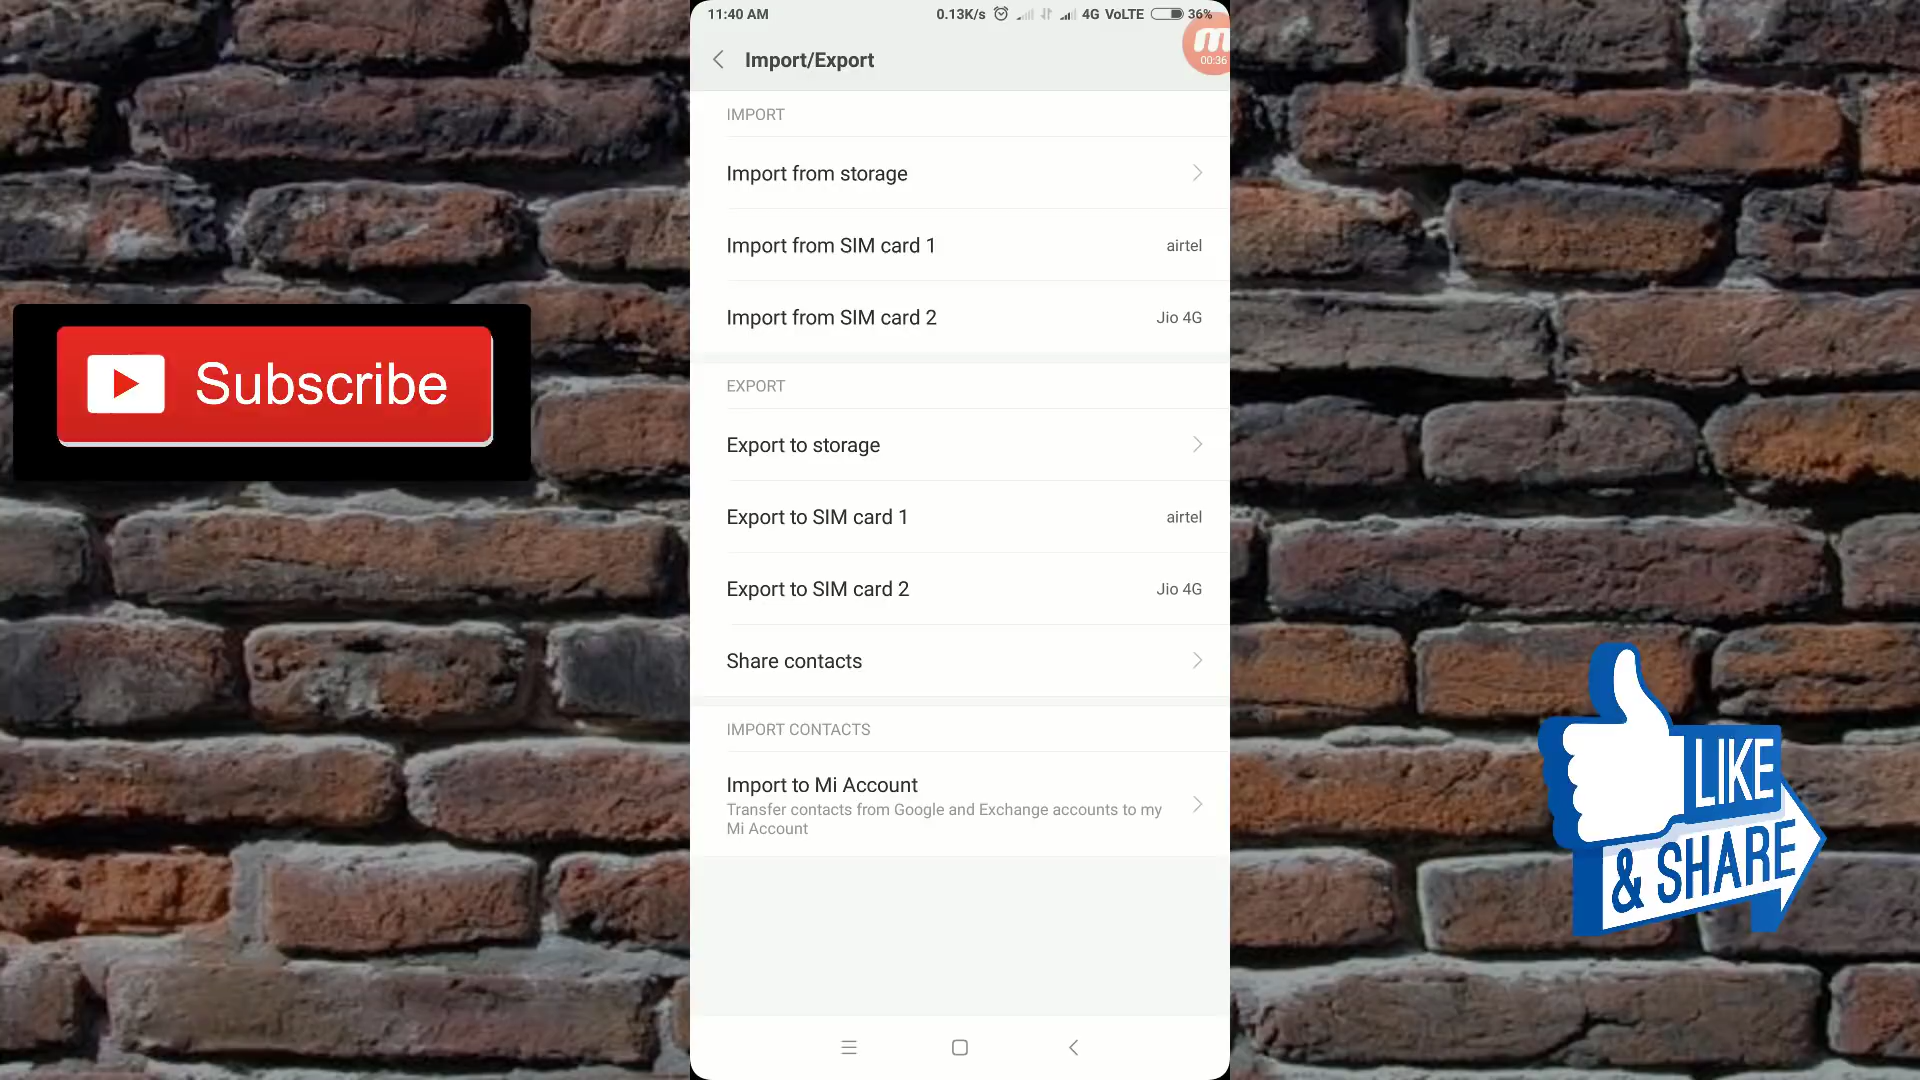 11:40 AM
0.13K/s 4G VoLTE 36%
Import/Export
00:36
IMPORT
Import from storage
Import from SIM card 1 airtel
Import from SIM card 2 Jio 4G
EXPORT
Export to storage
Export to SIM card 1 airtel
Export to SIM card 2 Jio 4G
Share contacts
IMPORT CONTACTS
Import to Mi Account
Transfer contacts from Google and Exchange accounts to my
Mi Account
Subscribe
LIKE
& SHARE